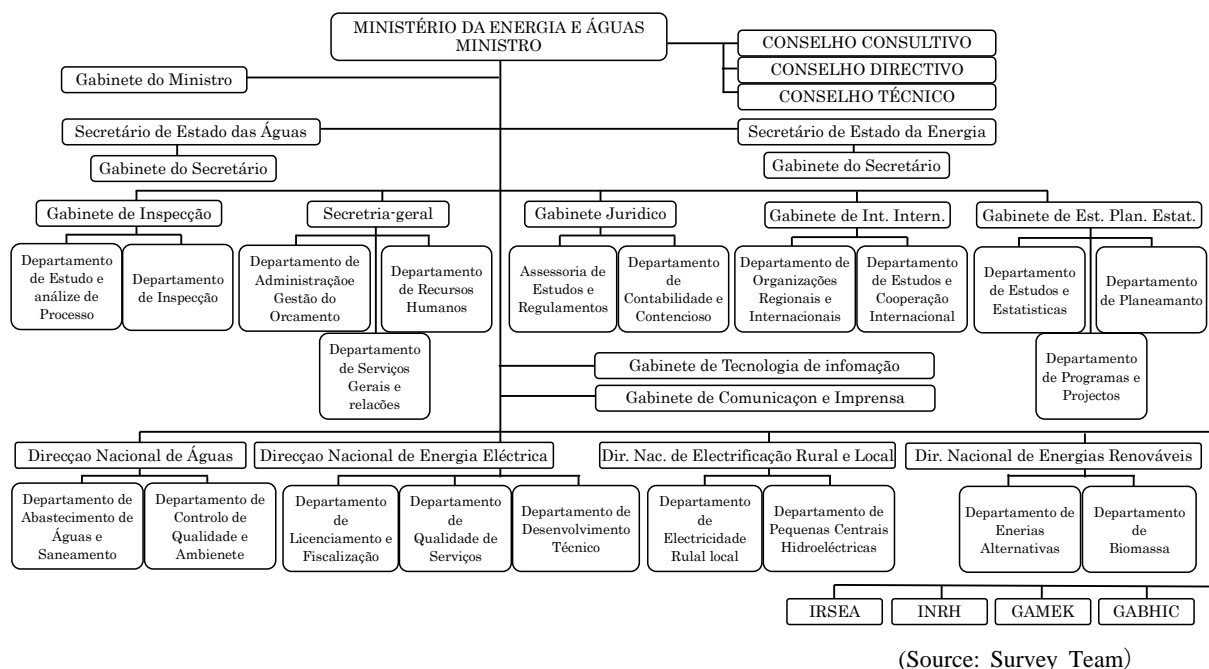 MINISTÉRIO DA ENERGIA E ÁGUAS
MINISTRO
CONSELHO CONSULTIVO
CONSELHO DIRECTIVO
CONSELHO TÉCNICO
Gabinete do Ministro
Secretário de Estado das Águas
Secretário de Estado da Energia
Gabinete do Secretário
Gabinete do Secretário
Gabinete de Inspecção
Secretria-geral
Gabinete Juridico
Gabinete de Int. Intern.
Gabinete de Est. Plan. Estat.
Departamento
de Estudo e
análize de
Processo
Departamento
de Inspecção
Departamento de
Administraçãoe
Gestão do
Orcamento
Departamento
de Recursos
Humanos
Departamento
de Serviços
Gerais e
relacões
Assessoria de
Estudos e
Regulamentos
Departamento
de
Contabilidade e
Contencioso
Departamento de
Organizações
Regionais e
Internacionais
Departamento
de Estudos e
Cooperação
Internacional
Departamento
de Estudos e
Estatisticas
Departamento
de Planeamanto
Departamento
de Programas e
Projectos
Gabinete de Tecnologia de infomação
Gabinete de Comunicaçon e Imprensa
Direcçao Nacional de Águas
Direcçao Nacional de Energia Eléctrica
Dir. Nac. de Electrificação Rural e Local
Dir. Nacional de Energias Renováveis
Departamento de
Abastecimento de
Águas e
Saneamento
Departamento de
Controlo de
Qualidade e
Ambienete
Departamento
de
Licenciamento e
Fiscalização
Departamento
de
Qualidade de
Serviços
Departamento de
Desenvolvimento
Técnico
Departamento
de
Electricidade
Rulal local
Departamento de
Pequenas Centrais
Hidroeléctricas
Departamento de
Enerias
Alternativas
Departamento
de
Biomassa
IRSEA
INRH
GAMEK
GABHIC
(Source: Survey Team)